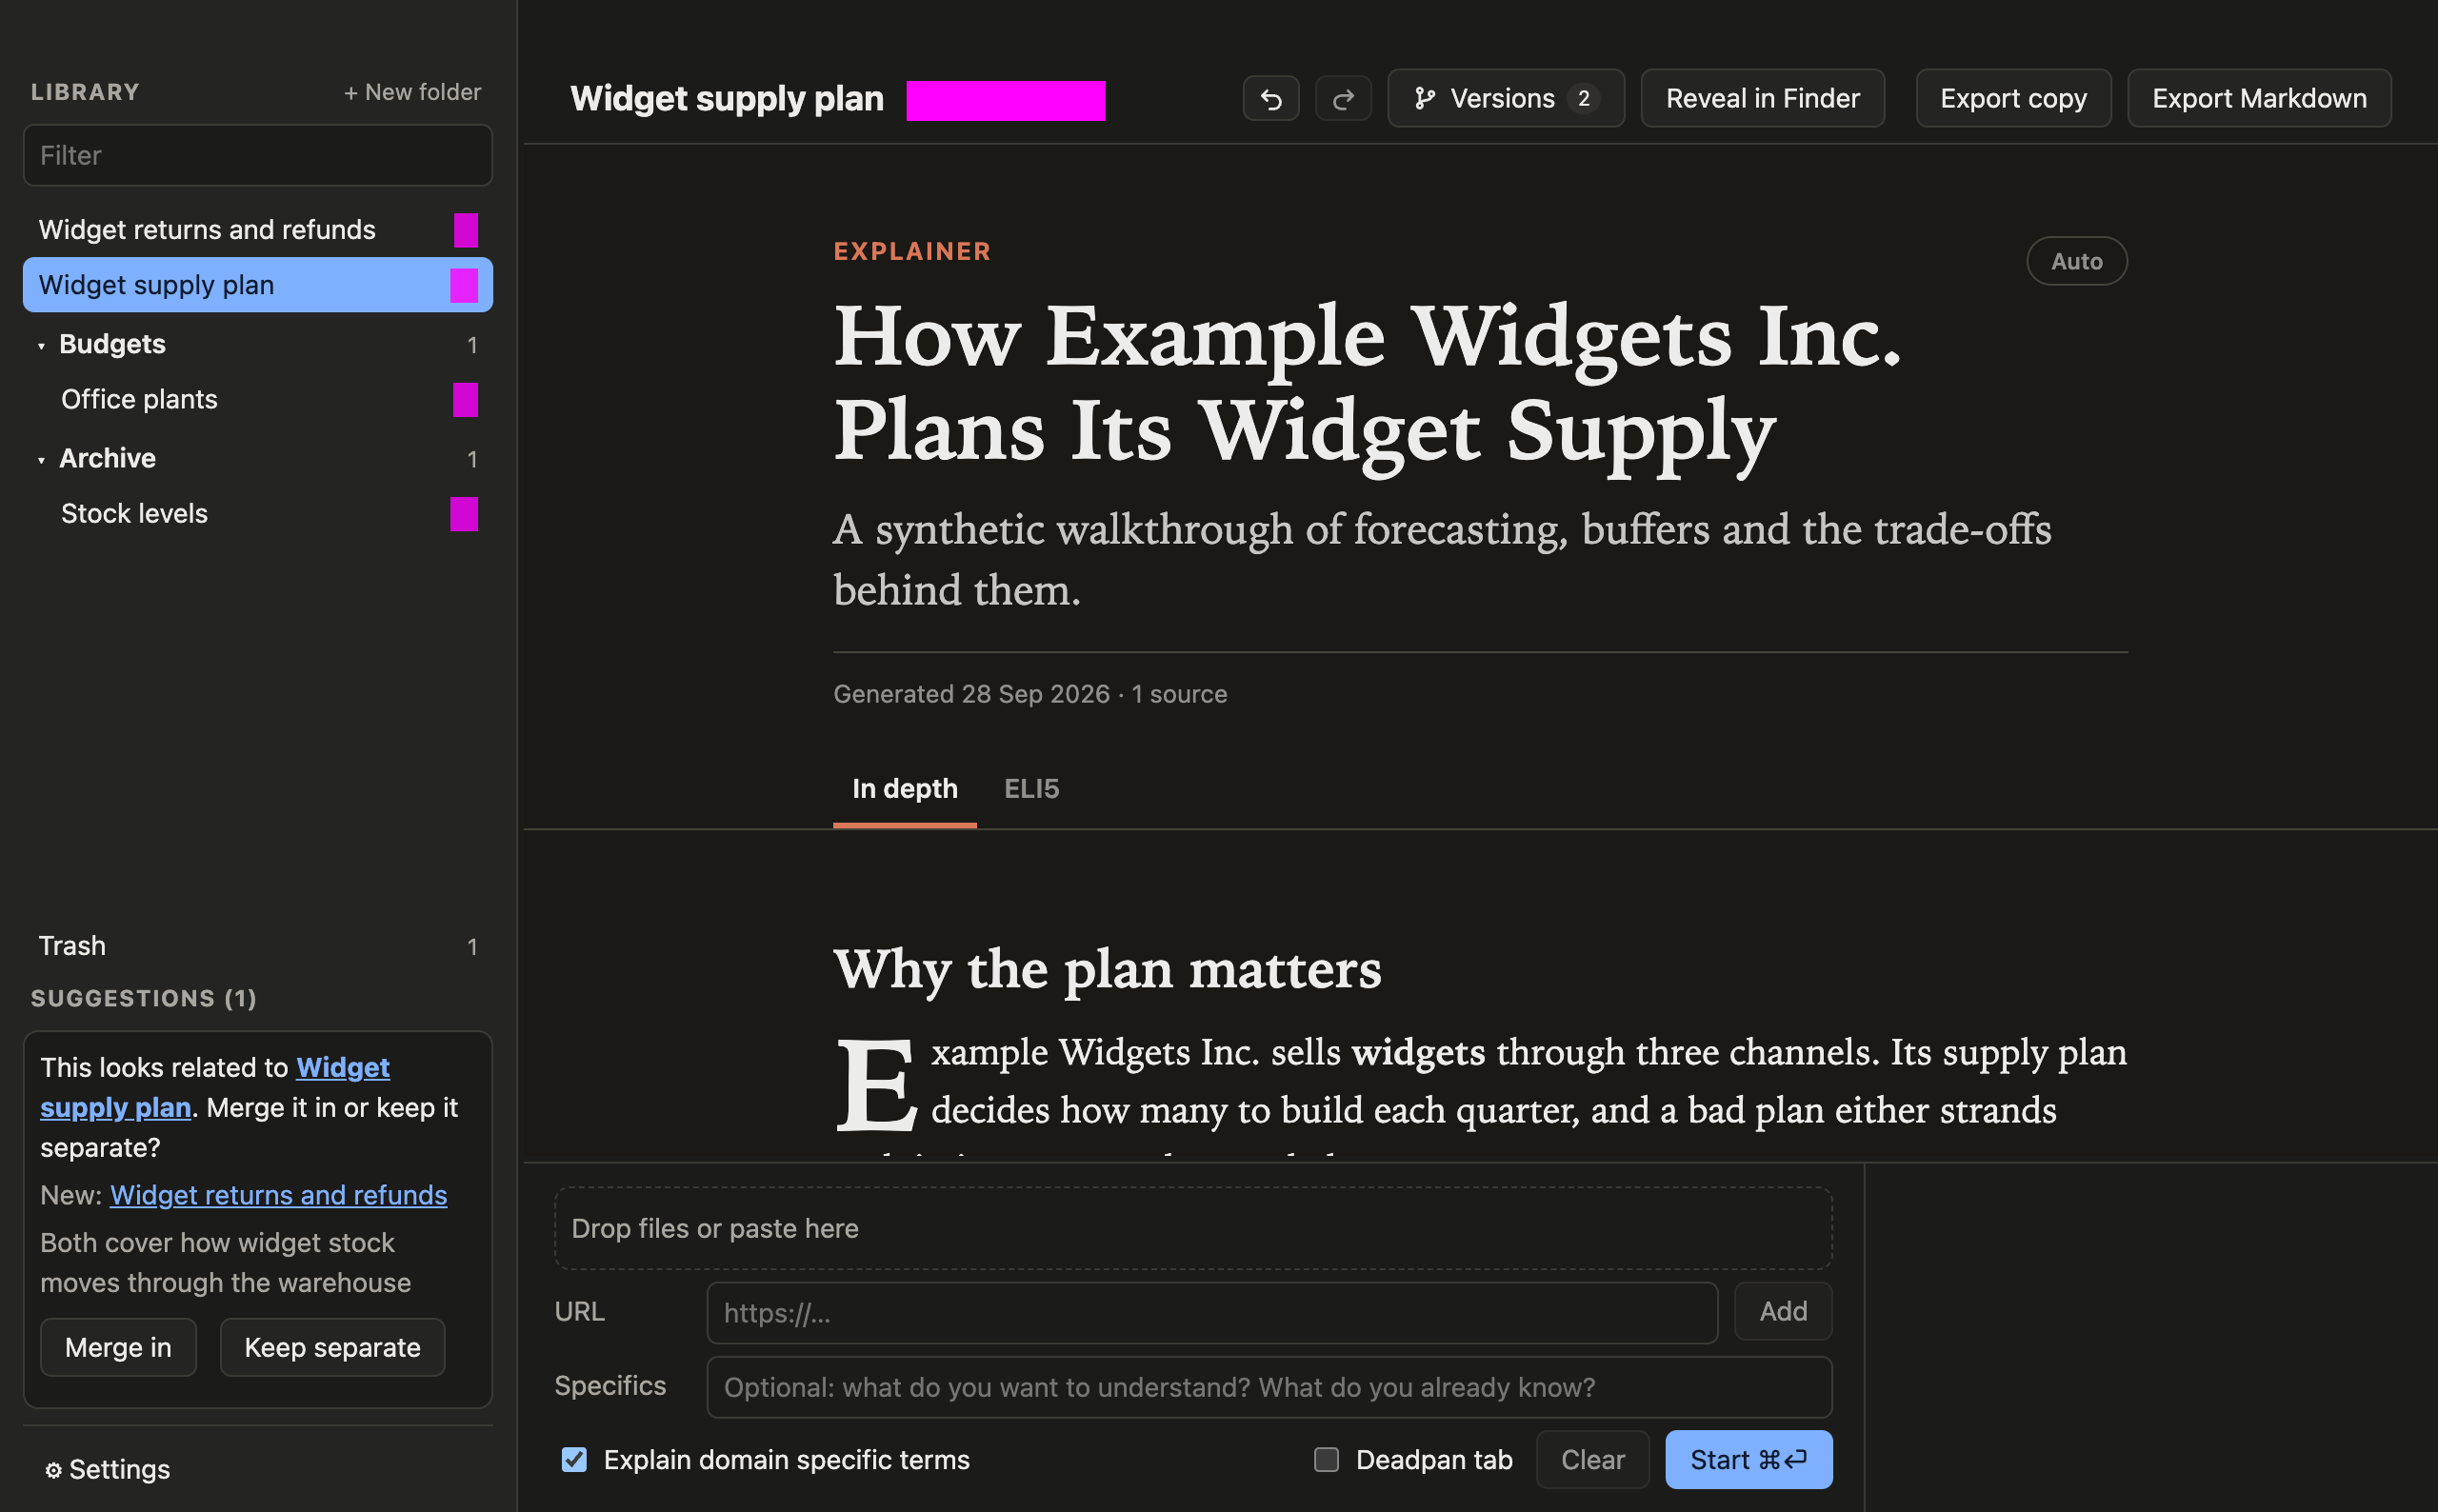 LIBRARY
+ New folder
Filter
Widget returns and refunds
Widget supply plan
Budgets
1
Office plants
Archive
1
Stock levels
Trash
1
SUGGESTIONS (1)
This looks related to Widget
supply plan. Merge it in or keep it
separate?
New: Widget returns and refunds
Both cover how widget stock
moves through the warehouse
Merge in
Keep separate
⚙ Settings
Widget supply plan
Versions 2
Reveal in Finder
Export copy
Export Markdown
EXPLAINER
Auto
How Example Widgets Inc.
Plans Its Widget Supply
A synthetic walkthrough of forecasting, buffers and the trade-offs
behind them.
Generated 28 Sep 2026 · 1 source
In depth
ELI5
Why the plan matters
Example Widgets Inc. sells widgets through three channels. Its supply plan
decides how many to build each quarter, and a bad plan either strands
Drop files or paste here
URL
https://...
Add
Specifics
Optional: what do you want to understand? What do you already know?
Explain domain specific terms
Deadpan tab
Clear
Start ⌘⏎